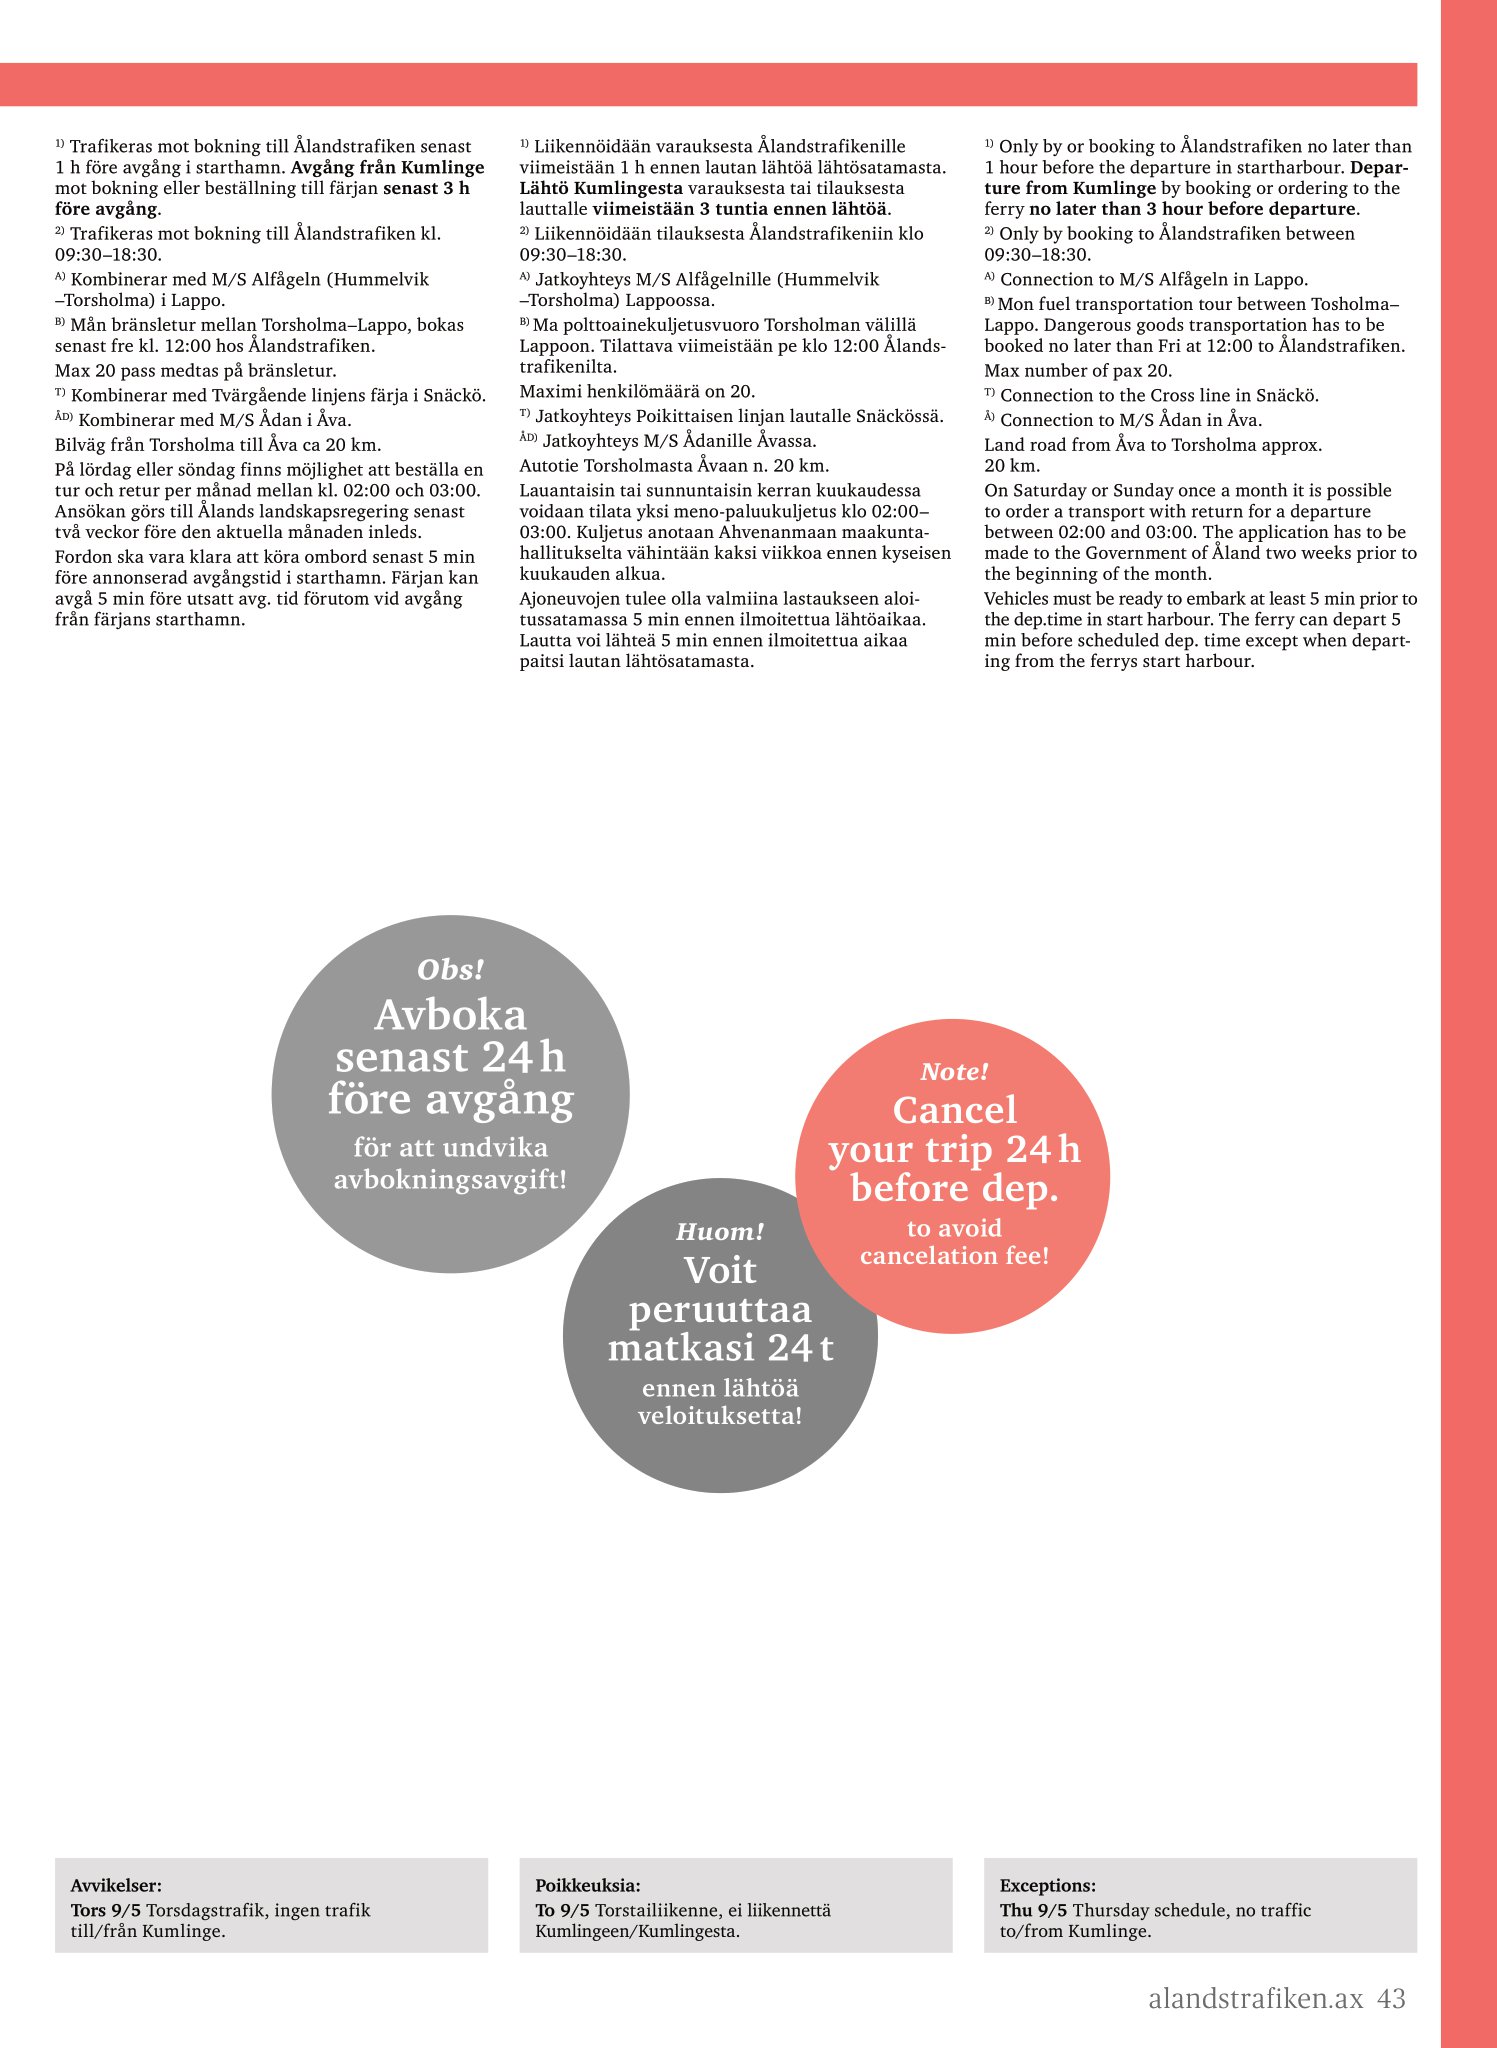 1) Trafikeras mot bokning till Ålandstrafiken senast
1 h före avgång i starthamn. Avgång från Kumlinge
mot bokning eller beställning till färjan senast 3 h
före avgång.
2) Trafikeras mot bokning till Ålandstrafiken kl.
09:30–18:30.
A) Kombinerar med M/S Alfågeln (Hummelvik
–Torsholma) i Lappo.
B) Mån bränsletur mellan Torsholma–Lappo, bokas
senast fre kl. 12:00 hos Ålandstrafiken.
Max 20 pass medtas på bränsletur.
T) Kombinerar med Tvärgående linjens färja i Snäckö.
ÅD) Kombinerar med M/S Ådan i Åva.
Bilväg från Torsholma till Åva ca 20 km.
På lördag eller söndag finns möjlighet att beställa en
tur och retur per månad mellan kl. 02:00 och 03:00.
Ansökan görs till Ålands landskapsregering senast
två veckor före den aktuella månaden inleds.
Fordon ska vara klara att köra ombord senast 5 min
före annonserad avgångstid i starthamn. Färjan kan
avgå 5 min före utsatt avg. tid förutom vid avgång
från färjans starthamn.
1) Liikennöidään varauksesta Ålandstrafikenille
viimeistään 1 h ennen lautan lähtöä lähtösatamasta.
Lähtö Kumlingesta varauksesta tai tilauksesta
lauttalle viimeistään 3 tuntia ennen lähtöä.
2) Liikennöidään tilauksesta Ålandstrafikeniin klo
09:30–18:30.
A) Jatkoyhteys M/S Alfågelnille (Hummelvik
–Torsholma) Lappoossa.
B) Ma polttoainekuljetusvuoro Torsholman välillä
Lappoon. Tilattava viimeistään pe klo 12:00 Ålands-
trafikenilta.
Maximi henkilömäärä on 20.
T) Jatkoyhteys Poikittaisen linjan lautalle Snäckössä.
ÅD) Jatkoyhteys M/S Ådanille Åvassa.
Autotie Torsholmasta Åvaan n. 20 km.
Lauantaisin tai sunnuntaisin kerran kuukaudessa
voidaan tilata yksi meno-paluukuljetus klo 02:00–
03:00. Kuljetus anotaan Ahvenanmaan maakunta-
hallitukselta vähintään kaksi viikkoa ennen kyseisen
kuukauden alkua.
Ajoneuvojen tulee olla valmiina lastaukseen aloi-
tussatamassa 5 min ennen ilmoitettua lähtöaikaa.
Lautta voi lähteä 5 min ennen ilmoitettua aikaa
paitsi lautan lähtösatamasta.
1) Only by or booking to Ålandstrafiken no later than
1 hour before the departure in startharbour. Depar-
ture from Kumlinge by booking or ordering to the
ferry no later than 3 hour before departure.
2) Only by booking to Ålandstrafiken between
09:30–18:30.
A) Connection to M/S Alfågeln in Lappo.
B) Mon fuel transportation tour between Tosholma–
Lappo. Dangerous goods transportation has to be
booked no later than Fri at 12:00 to Ålandstrafiken.
Max number of pax 20.
T) Connection to the Cross line in Snäckö.
Å) Connection to M/S Ådan in Åva.
Land road from Åva to Torsholma approx.
20 km.
On Saturday or Sunday once a month it is possible
to order a transport with return for a departure
between 02:00 and 03:00. The application has to be
made to the Government of Åland two weeks prior to
the beginning of the month.
Vehicles must be ready to embark at least 5 min prior to
the dep.time in start harbour. The ferry can depart 5
min before scheduled dep. time except when depart-
ing from the ferrys start harbour.
Obs!
Avboka
senast 24 h
före avgång
för att undvika
avbokningsavgift!
Note!
Cancel
your trip 24 h
before dep.
to avoid
cancelation fee!
Huom!
Voit
peruuttaa
matkasi 24 t
ennen lähtöä
veloituksetta!
Avvikelser:
Tors 9/5 Torsdagstrafik, ingen trafik
till/från Kumlinge.
Poikkeuksia:
To 9/5 Torstailiikenne, ei liikennettä
Kumlingeen/Kumlingesta.
Exceptions:
Thu 9/5 Thursday schedule, no traffic
to/from Kumlinge.
alandstrafiken.ax 43